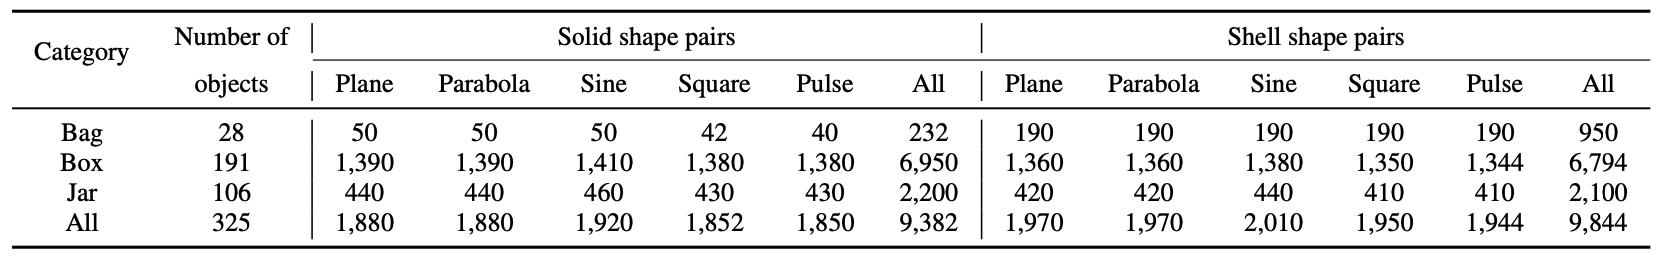 Category Number of objects Solid shape pairs Shell shape pairs
Plane Parabola Sine Square Pulse All Plane Parabola Sine Square Pulse All
Bag 28 50 50 50 42 40 232 190 190 190 190 190 950
Box 191 1,390 1,390 1,410 1,380 1,380 6,950 1,360 1,360 1,380 1,350 1,344 6,794
Jar 106 440 440 460 430 430 2,200 420 420 440 410 410 2,100
All 325 1,880 1,880 1,920 1,852 1,850 9,382 1,970 1,970 2,010 1,950 1,944 9,844